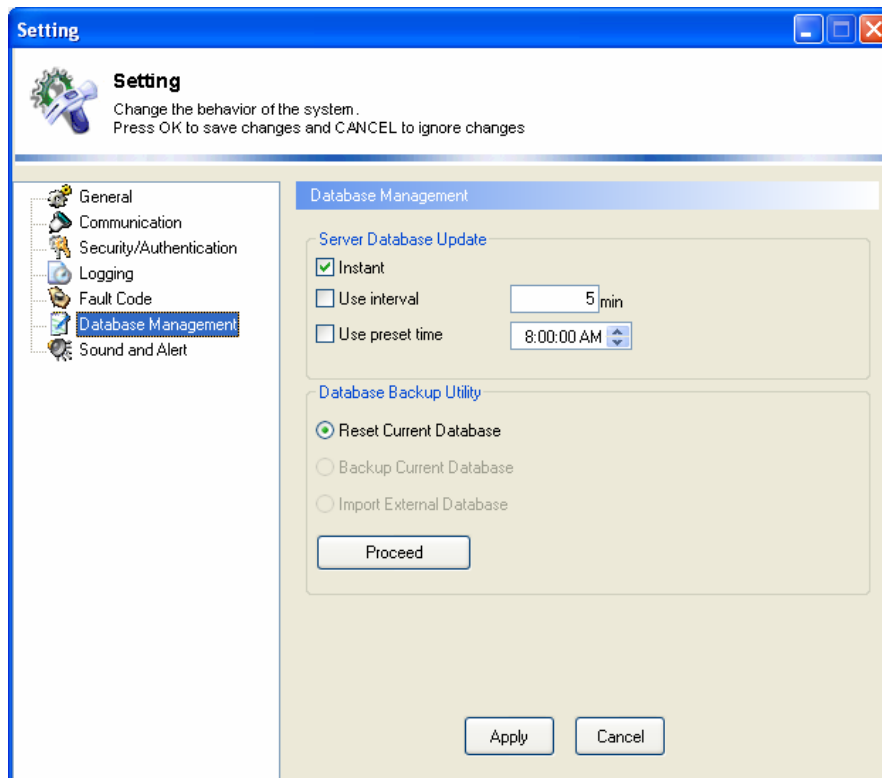 Setting
Setting
Change the behavior of the system.
Press OK to save changes and CANCEL to ignore changes
General
Communication
Security/Authentication
Logging
Fault Code
Database Management
Sound and Alert
Database Management
Server Database Update
Instant
Use interval 5 min
Use preset time 8:00:00 AM
Database Backup Utility
Reset Current Database
Backup Current Database
Import External Database
Proceed
Apply Cancel